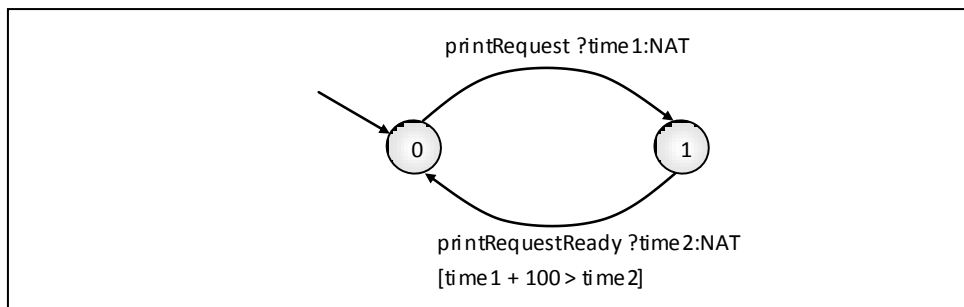 printRequest ?time1:NAT
0
1
printRequestReady ?time2:NAT
[time1 + 100 > time2]